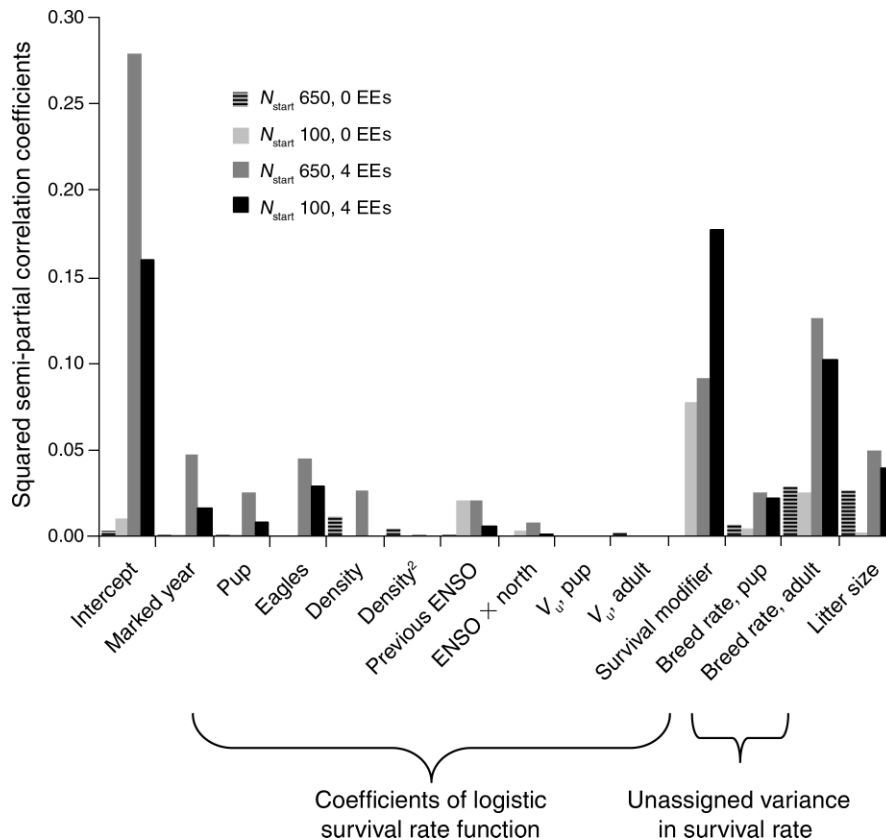 Squared semi-partial correlation coefficients
0.30
0.25
0.20
0.15
0.10
0.05
0.00
N_start 650, 0 EEs
N_start 100, 0 EEs
N_start 650, 4 EEs
N_start 100, 4 EEs
Intercept
Marked year
Pup
Eagles
Density
Density²
Previous ENSO
ENSO × north
V_u, pup
V_u, adult
Survival modifier
Breed rate, pup
Breed rate, adult
Litter size
Coefficients of logistic
survival rate function
Unassigned variance
in survival rate